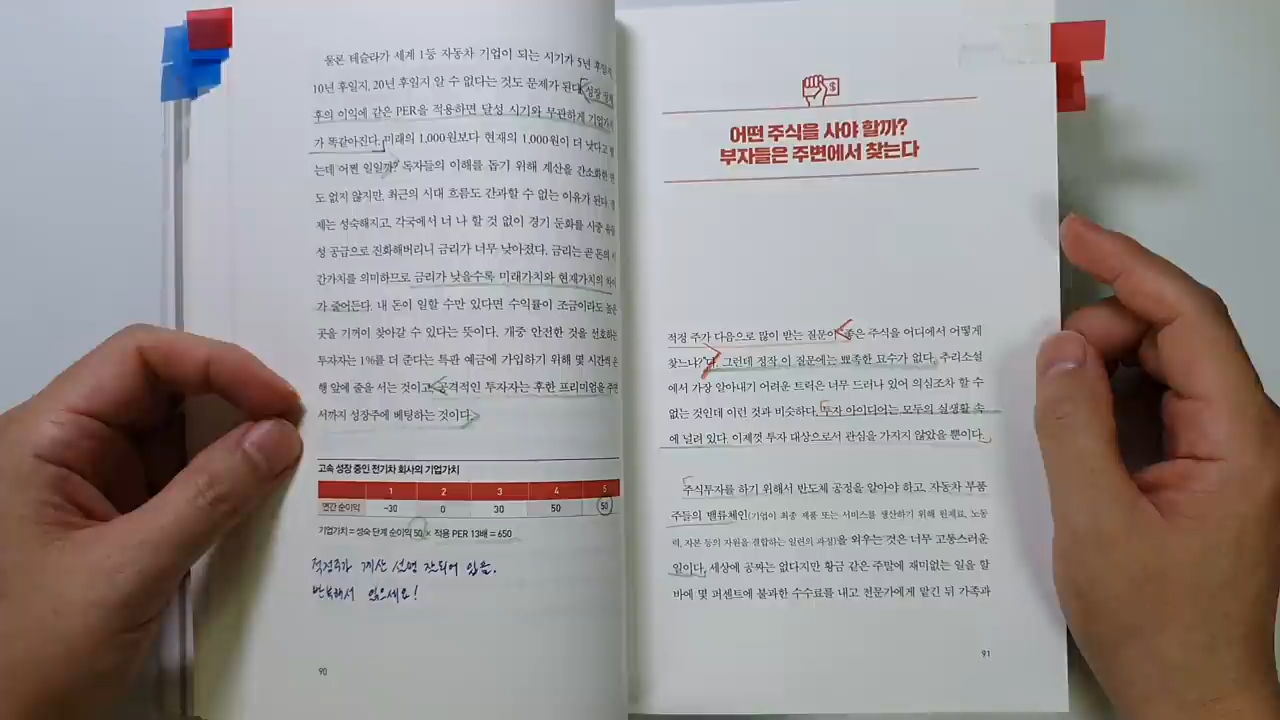 물론 테슬라가 세계 1등 자동차 기업이 되는 시기가 5년 후일지,
10년 후일지, 20년 후일지 알 수 없다는 것도 문제가 된다. 성장
후의 이익에 같은 PER을 적용하면 달성 시기와 무관하게 기업가치
가 똑같아진다. 미래의 1,000원보다 현재의 1,000원이 더 낫다고
는데 어쩐 일일까? 독자들의 이해를 돕기 위해 계산을 간소화한
도 없지 않지만, 최근의 시대 흐름도 간과할 수 없는 이유가 된다.
제는 성숙해지고, 각국에서 너 나 할 것 없이 경기 둔화를 시중 유동
성 공급으로 진화해버리니 금리가 너무 낮아졌다. 금리는 곧 돈의 시
간가치를 의미하므로 금리가 낮을수록 미래가치와 현재가치의 차이
가 줄어든다. 내 돈이 일할 수만 있다면 수익률이 조금이라도 높은
곳을 기꺼이 찾아갈 수 있다는 뜻이다. 개중 안전한 것을 선호하는
투자자는 1%를 더 준다는 특판 예금에 가입하기 위해 몇 시간씩 은
행 앞에 줄을 서는 것이고, 공격적인 투자자는 후한 프리미엄을 주면
서까지 성장주에 베팅하는 것이다.
고속 성장 중인 전기차 회사의 기업가치
1 2 3 4 5
연간 순이익 -30 0 30 50 50
기업가치 = 성숙 단계 순이익 50 × 적용 PER 13배 = 650
적정주가 계산 설명 잘되어 있음.
반복해서 읽으세요!
90
어떤 주식을 사야 할까?
부자들은 주변에서 찾는다
적정 주가 다음으로 많이 받는 질문이 "좋은 주식을 어디에서 어떻게
찾느냐?"다. 그런데 정작 이 질문에는 뾰족한 묘수가 없다. 추리소설
에서 가장 알아내기 어려운 트릭은 너무 드러나 있어 의심조차 할 수
없는 것인데 이런 것과 비슷하다. 투자 아이디어는 모두의 실생활 속
에 널려 있다. 이제껏 투자 대상으로서 관심을 가지지 않았을 뿐이다.
주식투자를 하기 위해서 반도체 공정을 알아야 하고, 자동차 부품
주들의 밸류체인(기업이 최종 제품 또는 서비스를 생산하기 위해 원재료, 노동
력, 자본 등의 자원을 결합하는 일련의 과정)을 외우는 것은 너무 고통스러운
일이다. 세상에 공짜는 없다지만 황금 같은 주말에 재미없는 일을 할
바에 몇 퍼센트에 불과한 수수료를 내고 전문가에게 맡긴 뒤 가족과
91